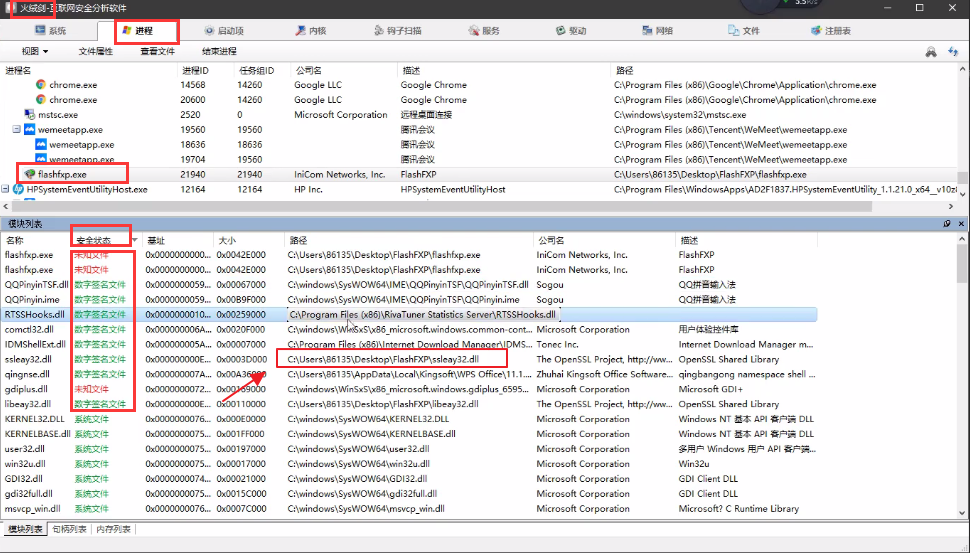 火绒剑-互联网安全分析软件
系统 进程 启动项 内核 钩子扫描 服务 驱动 网络 文件 注册表
视图 文件属性 查看文件 结束进程
进程名 进程ID 任务组ID 公司名 描述 路径
chrome.exe 14568 14260 Google LLC Google Chrome C:\Program Files (x86)\Google\Chrome\Application\chrome.exe
chrome.exe 20600 14260 Google LLC Google Chrome C:\Program Files (x86)\Google\Chrome\Application\chrome.exe
mstsc.exe 2520 0 Microsoft Corporation 远程桌面连接 C:\windows\system32\mstsc.exe
wemeetapp.exe 19560 19560 腾讯会议 C:\Program Files (x86)\Tencent\WeMeet\wemeetapp.exe
wemeetapp.exe 18636 18636 腾讯会议 C:\Program Files (x86)\Tencent\WeMeet\wemeetapp.exe
wemeetapp.exe 19704 19560 腾讯会议 C:\Program Files (x86)\Tencent\WeMeet\wemeetapp.exe
flashfxp.exe 21940 21940 IniCom Networks, Inc. FlashFXP C:\Users\86135\Desktop\FlashFXP\flashfxp.exe
HPSystemEventUtilityHost.exe 12164 12164 HP Inc. HPSystemEventUtilityHost C:\Program Files\WindowsApps\AD2F1837.HPSystemEventUtility_1.1.21.0_x64__v10z8
模块列表
名称 安全状态 基址 大小 路径 公司名 描述
flashfxp.exe 未知文件 0x0000000000... 0x0042E000 C:\Users\86135\Desktop\FlashFXP\flashfxp.exe IniCom Networks, Inc. FlashFXP
flashfxp.exe 未知文件 0x0000000000... 0x0042E000 C:\Users\86135\Desktop\FlashFXP\flashfxp.exe IniCom Networks, Inc. FlashFXP
QQPinyinTSF.dll 数字签名文件 0x0000000059... 0x00067000 C:\windows\SysWOW64\IME\QQPinyinTSF\QQPinyinTSF.dll Sogou QQ拼音输入法
QQPinyin.ime 数字签名文件 0x0000000059... 0x00B9F000 C:\windows\SysWOW64\QQPinyin.ime Sogou QQ拼音输入法
RTSSHooks.dll 数字签名文件 0x0000000010... 0x00259000 C:\Program Files (x86)\RivaTuner Statistics Server\RTSSHooks.dll
comctl32.dll 数字签名文件 0x000000006A... 0x0020F000 C:\windows\WinSxS\x86_microsoft.windows.common-cont... Microsoft Corporation 用户体验控件库
IDMShellExt.dll 数字签名文件 0x000000005A... 0x00007000 C:\Program Files (x86)\Internet Download Manager\IDMS... Tonec Inc. Internet Download Manager m...
ssleay32.dll 数字签名文件 0x000000000E... 0x0003D000 C:\Users\86135\Desktop\FlashFXP\ssleay32.dll The OpenSSL Project, http://ww... OpenSSL Shared Library
qingnse.dll 数字签名文件 0x000000007A... 0x00A36000 C:\Users\86135\AppData\Local\Kingsoft\WPS Office\11.1.... Zhuhai Kingsoft Office Software... qingbangong namespace shell ...
gdiplus.dll 未知文件 0x0000000072... 0x00169000 C:\windows\WinSxS\x86_microsoft.windows.gdiplus_6595... Microsoft Corporation Microsoft GDI+
libeay32.dll 数字签名文件 0x0000000000... 0x00110000 C:\Users\86135\Desktop\FlashFXP\libeay32.dll The OpenSSL Project, http://ww... OpenSSL Shared Library
KERNEL32.DLL 系统文件 0x0000000076... 0x000E0000 C:\windows\SysWOW64\KERNEL32.DLL Microsoft Corporation Windows NT 基本 API 客户端 DLL
KERNELBASE.dll 系统文件 0x0000000075... 0x001FF000 C:\windows\SysWOW64\KERNELBASE.dll Microsoft Corporation Windows NT 基本 API 客户端 DLL
user32.dll 系统文件 0x0000000075... 0x00197000 C:\windows\SysWOW64\user32.dll Microsoft Corporation 多用户 Windows 用户 API 客户端...
win32u.dll 系统文件 0x0000000075... 0x00017000 C:\windows\SysWOW64\win32u.dll Microsoft Corporation Win32u
GDI32.dll 系统文件 0x0000000074... 0x00021000 C:\windows\SysWOW64\GDI32.dll Microsoft Corporation GDI Client DLL
gdi32full.dll 系统文件 0x0000000075... 0x0015C000 C:\windows\SysWOW64\gdi32full.dll Microsoft Corporation GDI Client DLL
msvcp_win.dll 系统文件 0x0000000076... 0x0007C000 C:\windows\SysWOW64\msvcp_win.dll Microsoft Corporation Microsoft? C Runtime Library
模块列表 句柄列表 内存列表